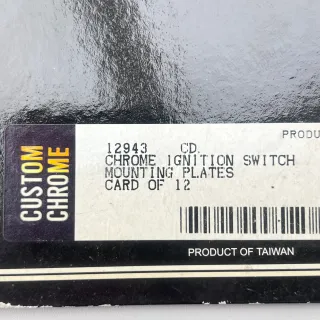 PRODU
12943 CD.
CHROME IGNITION SWITCH
MOUNTING PLATES
CARD OF 12
CUSTOM
CHROME
PRODUCT OF TAIWAN